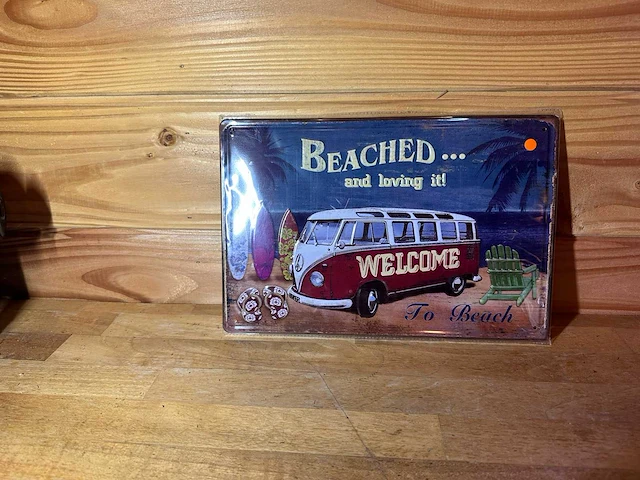 BEACHED...
and loving it!
WELCOME
To Beach